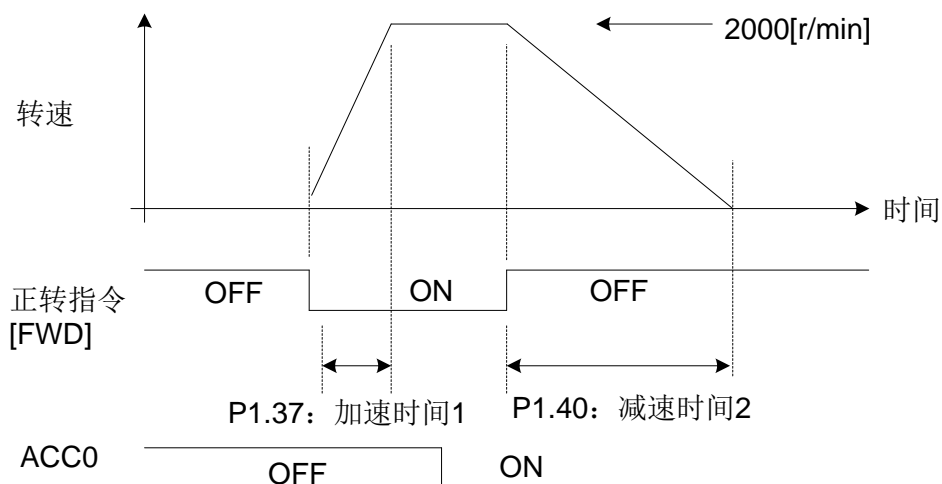 2000[r/min]
转速
时间
OFF ON OFF
正转指令
[FWD]
P1.37：加速时间1 P1.40：减速时间2
ACC0
OFF ON